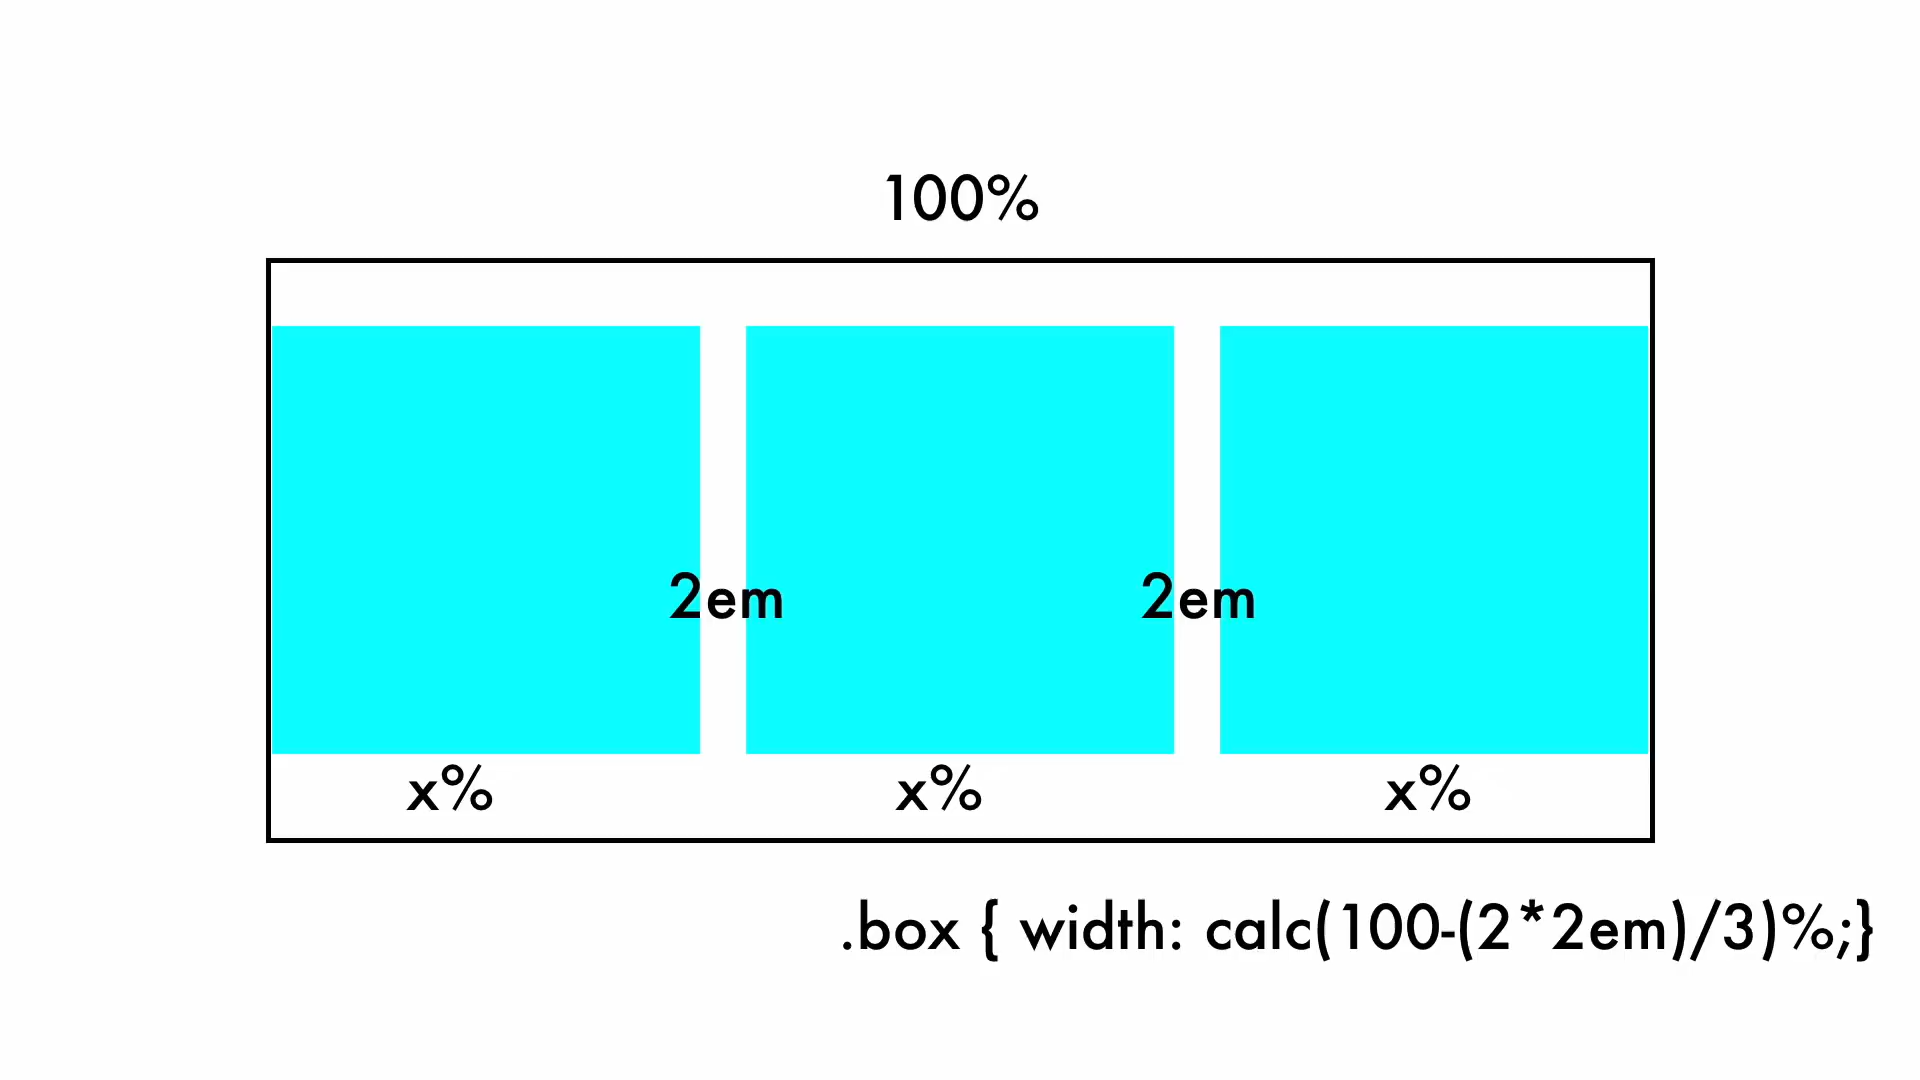 100%
2em 2em
x% x% x%
.box { width: calc(100-(2*2em)/3)%;}